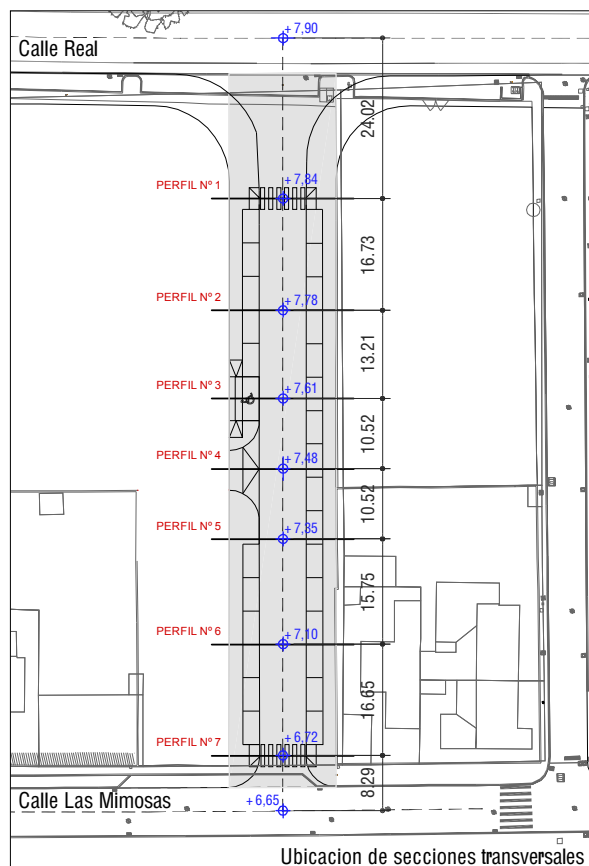 +7,90
Calle Real
24.02
PERFIL Nº 1
+7,84
16.73
PERFIL Nº 2
+7,78
13.21
PERFIL Nº 3
+7,61
10.52
PERFIL Nº 4
+7,48
10.52
PERFIL Nº 5
+7,35
15.75
PERFIL Nº 6
+7,10
16.65
PERFIL Nº 7
+6,72
8.29
Calle Las Mimosas
+6,65
Ubicacion de secciones transversales